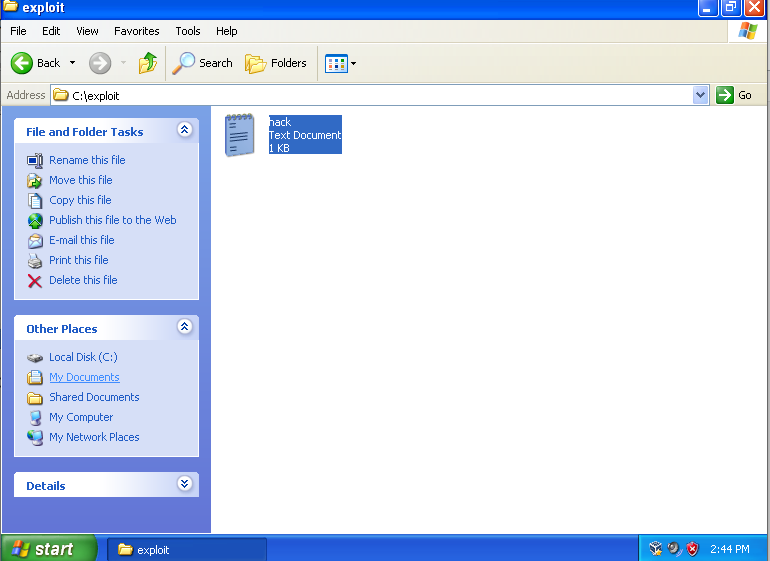 exploit
File Edit View Favorites Tools Help
Back Search Folders
Address C:\exploit Go
File and Folder Tasks
Rename this file
Move this file
Copy this file
Publish this file to the Web
E-mail this file
Print this file
Delete this file
Other Places
Local Disk (C:)
My Documents
Shared Documents
My Computer
My Network Places
Details
hack
Text Document
1 KB
start exploit 2:44 PM